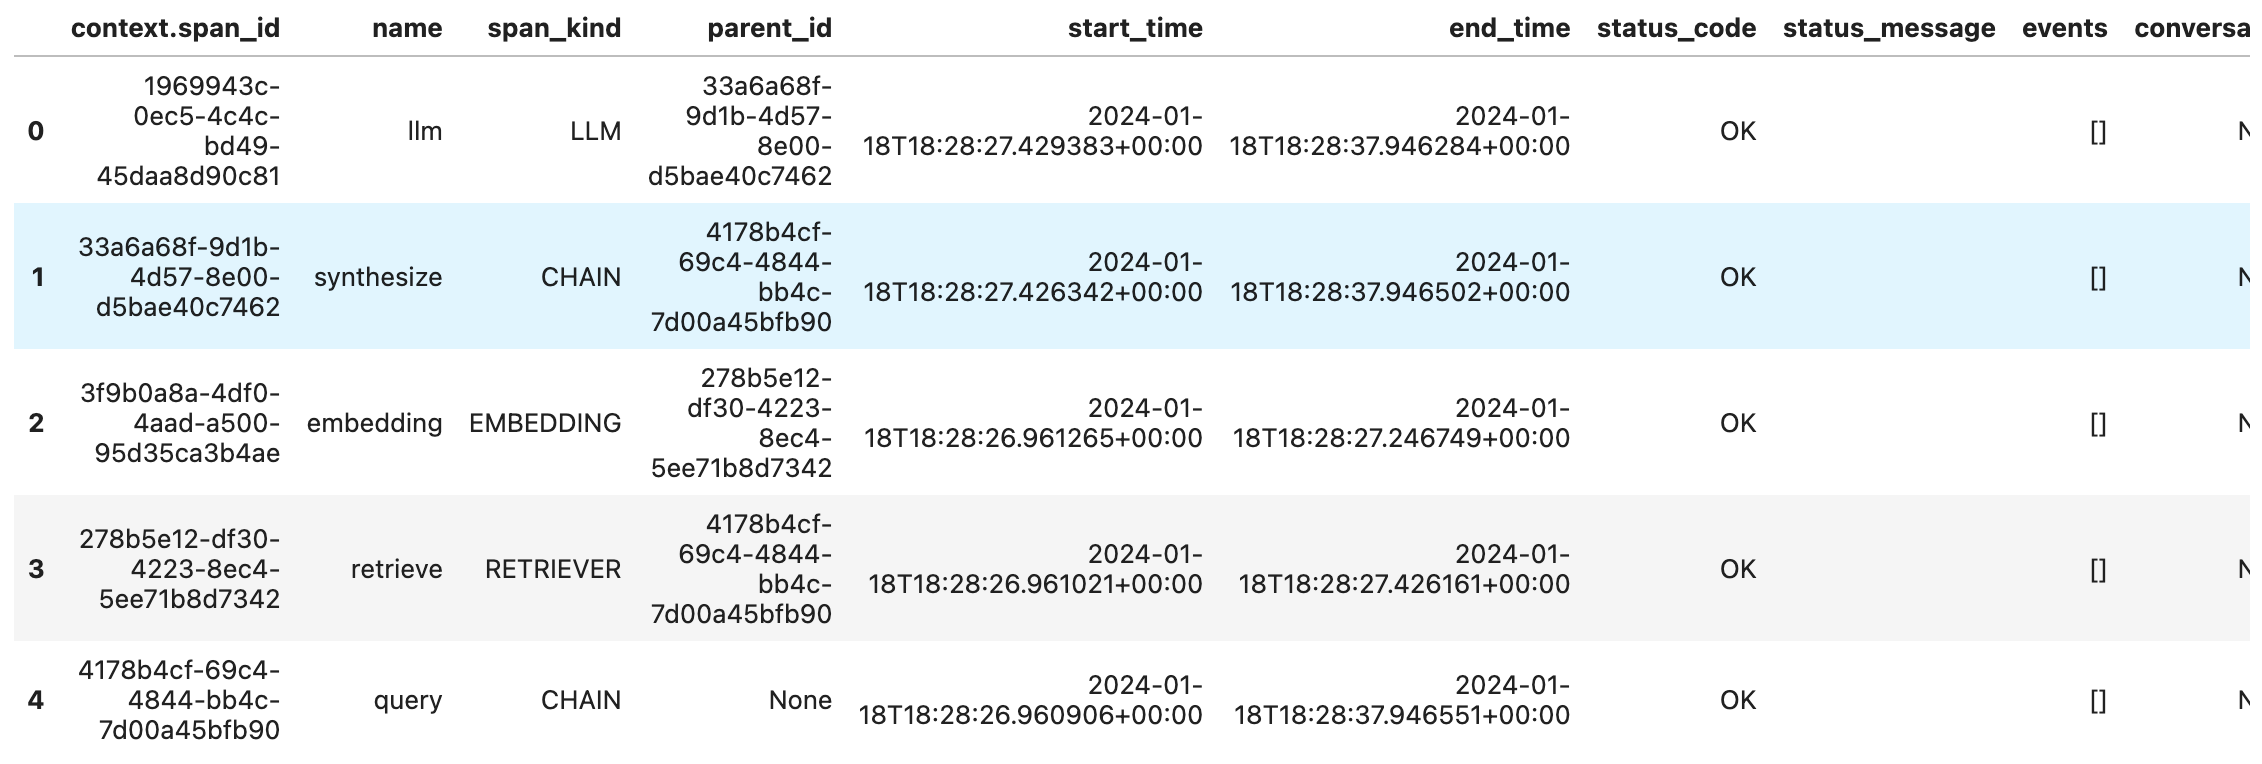 context.span_id name span_kind parent_id start_time end_time status_code status_message events conversa
0 1969943c-0ec5-4c4c-bd49-45daa8d90c81 llm LLM 33a6a68f-9d1b-4d57-8e00-d5bae40c7462 2024-01-18T18:28:27.429383+00:00 2024-01-18T18:28:37.946284+00:00 OK [] N
1 33a6a68f-9d1b-4d57-8e00-d5bae40c7462 synthesize CHAIN 4178b4cf-69c4-4844-bb4c-7d00a45bfb90 2024-01-18T18:28:27.426342+00:00 2024-01-18T18:28:37.946502+00:00 OK [] N
2 3f9b0a8a-4df0-4aad-a500-95d35ca3b4ae embedding EMBEDDING 278b5e12-df30-4223-8ec4-5ee71b8d7342 2024-01-18T18:28:26.961265+00:00 2024-01-18T18:28:27.246749+00:00 OK [] N
3 278b5e12-df30-4223-8ec4-5ee71b8d7342 retrieve RETRIEVER 4178b4cf-69c4-4844-bb4c-7d00a45bfb90 2024-01-18T18:28:26.961021+00:00 2024-01-18T18:28:27.426161+00:00 OK [] N
4 4178b4cf-69c4-4844-bb4c-7d00a45bfb90 query CHAIN None 2024-01-18T18:28:26.960906+00:00 2024-01-18T18:28:37.946551+00:00 OK [] N